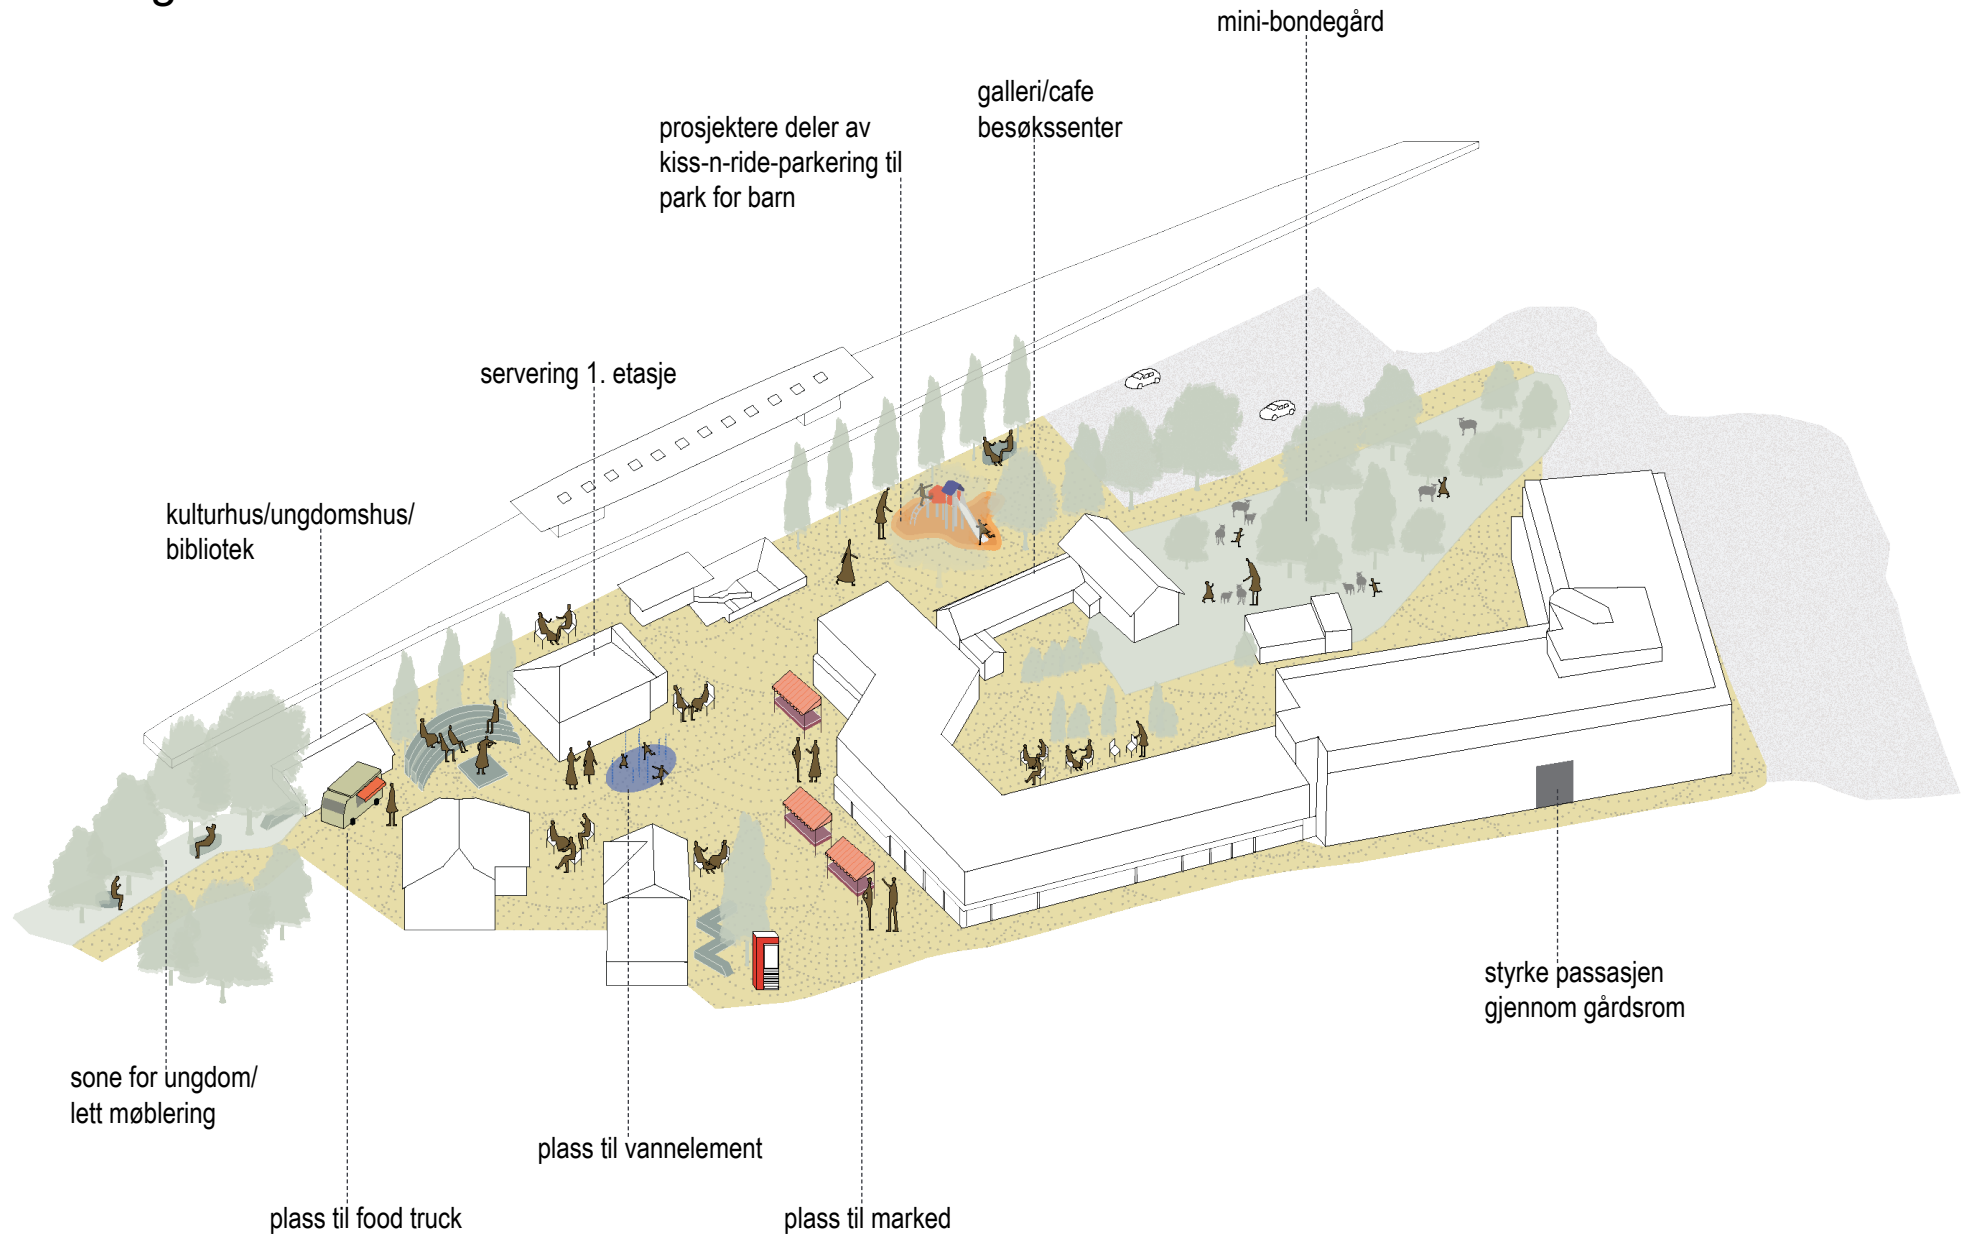 mini-bondegård
galleri/cafe
besøkssenter
prosjektere deler av
kiss-n-ride-parkering til
park for barn
servering 1. etasje
kulturhus/ungdomshus/
bibliotek
styrke passasjen
gjennom gårdsrom
sone for ungdom/
lett møblering
plass til vannelement
plass til food truck
plass til marked